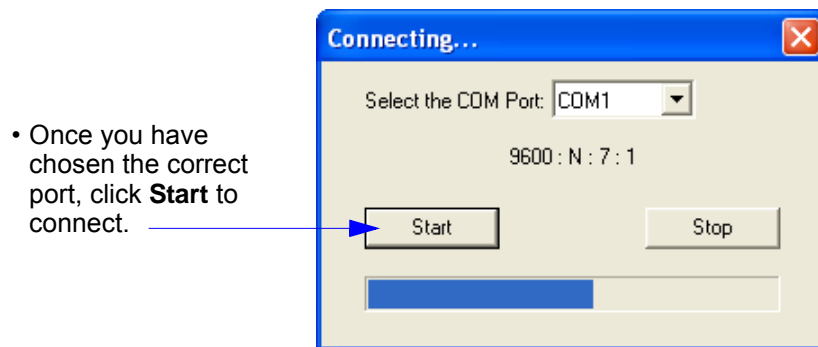 Connecting...
Select the COM Port: COM1
9600 : N : 7 : 1
• Once you have
chosen the correct
port, click Start to
connect.
Start
Stop